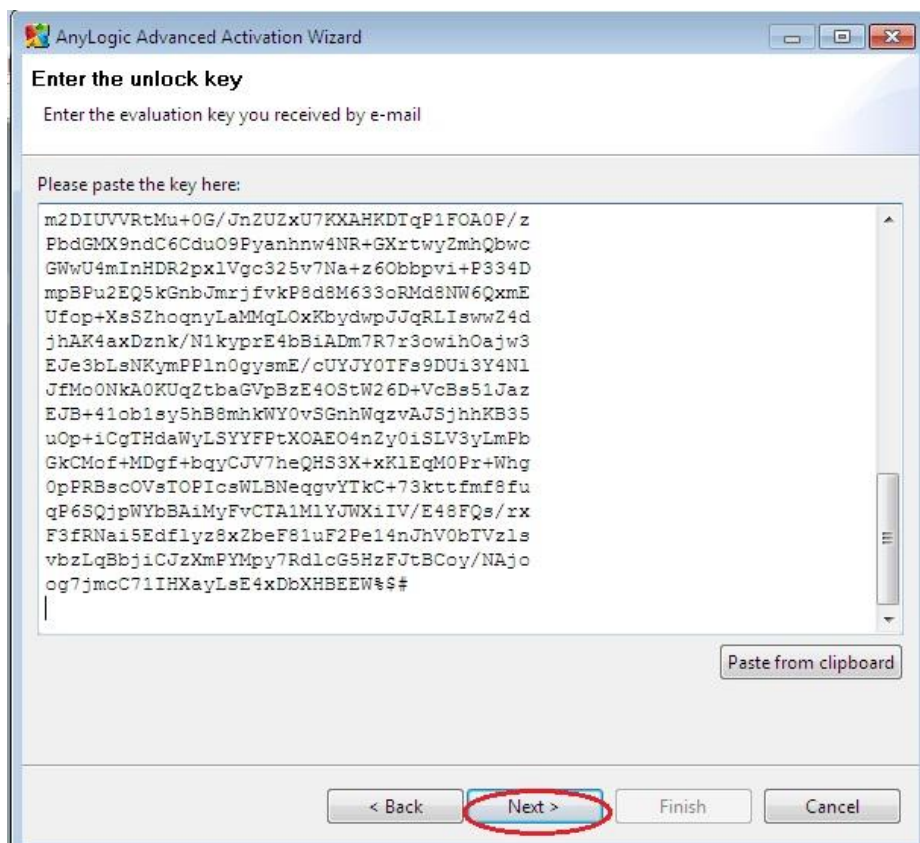 AnyLogic Advanced Activation Wizard
Enter the unlock key
Enter the evaluation key you received by e-mail
Please paste the key here:
m2DIUVVRtMu+0G/JnZUZxU7KXAHKDTqP1FOA0P/z
PbdGMX9ndC6CduO9Pyanhnw4NR+GXrtwyZmhQbwc
GWwU4mInHDR2pxlVgc325v7Na+z6Obbpvi+P334D
mpBPu2EQ5kGnbJmrjfvkP8d8M633oRMd8NW6QxmE
Ufop+XsSZhoqnyLaMMqLOxKbydwpJJqRLIswwZ4d
jhAK4axDznk/N1kyprE4bBiADm7R7r3owihOajw3
EJe3bLsNKymPPln0gysmE/cUYJY0TFs9DUi3Y4Nl
JfMo0NkA0KUqZtbaGVpBzE4OStW26D+VcBs51Jaz
EJB+41ob1sy5hB8mhkWY0vSGnhWqzvAJSjhhKB35
uOp+iCgTHdaWyLSYYFPtXOAEO4nZy0iSLV3yLmPb
GkCMof+MDgf+bqyCJV7heQHS3X+xKlEqM0Pr+Whg
0pPRBscOVsTOPIcsWLBNeqgvYTkC+73kttfmf8fu
qP6SQjpWYbBAiMyFvCTA1MlYJWXiIV/E48FQs/rx
F3fRNai5Edflyz8xZbeF81uF2Pe14nJhV0bTVzls
vbzLqBbjiCJzXmPYMpy7RdlcG5HzFJtBCoy/NAjo
og7jmcC71IHXayLsE4xDbXHBEEW%$#
Paste from clipboard
< Back Next > Finish Cancel